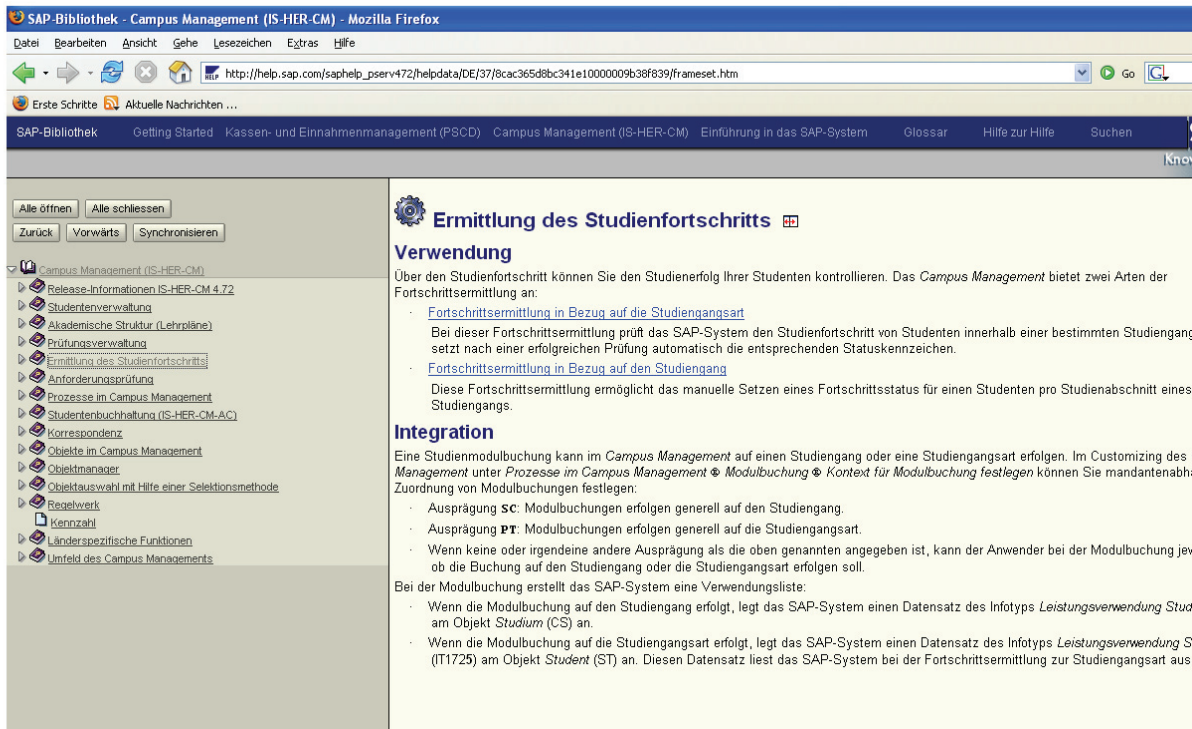 SAP-Bibliothek - Campus Management (IS-HER-CM) - Mozilla Firefox
Datei Bearbeiten Ansicht Gehe Lesezeichen Extras Hilfe
http://help.sap.com/saphelp_pserv472/helpdata/DE/37/8cac365d8bc341e10000009b38f839/frameset.htm Go
Erste Schritte Aktuelle Nachrichten ...
SAP-Bibliothek Getting Started Kassen- und Einnahmenmanagement (PSCD) Campus Management (IS-HER-CM) Einführung in das SAP-System Glossar Hilfe zur Hilfe Suchen
Alle öffnen Alle schliessen
Zurück Vorwärts Synchronisieren
Campus Management (IS-HER-CM)
Release-Informationen IS-HER-CM 4.72
Studentenverwaltung
Akademische Struktur (Lehrpläne)
Prüfungsverwaltung
Ermittlung des Studienfortschritts
Anforderungsprüfung
Prozesse im Campus Management
Studentenbuchhaltung (IS-HER-CM-AC)
Korrespondenz
Objekte im Campus Management
Objektmanager
Objektauswahl mit Hilfe einer Selektionsmethode
Regelwerk
Kennzahl
Länderspezifische Funktionen
Umfeld des Campus Managements
Ermittlung des Studienfortschritts
Verwendung
Über den Studienfortschritt können Sie den Studienerfolg Ihrer Studenten kontrollieren. Das Campus Management bietet zwei Arten der
Fortschrittsermittlung an:
· Fortschrittsermittlung in Bezug auf die Studiengangsart
Bei dieser Fortschrittsermittlung prüft das SAP-System den Studienfortschritt von Studenten innerhalb einer bestimmten Studiengang
setzt nach einer erfolgreichen Prüfung automatisch die entsprechenden Statuskennzeichen.
· Fortschrittsermittlung in Bezug auf den Studiengang
Diese Fortschrittsermittlung ermöglicht das manuelle Setzen eines Fortschrittsstatus für einen Studenten pro Studienabschnitt eines
Studiengangs.
Integration
Eine Studienmodulbuchung kann im Campus Management auf einen Studiengang oder eine Studiengangsart erfolgen. Im Customizing des
Management unter Prozesse im Campus Management ® Modulbuchung ® Kontext für Modulbuchung festlegen können Sie mandantenabh
Zuordnung von Modulbuchungen festlegen:
· Ausprägung SC: Modulbuchungen erfolgen generell auf den Studiengang.
· Ausprägung PT: Modulbuchungen erfolgen generell auf die Studiengangsart.
· Wenn keine oder irgendeine andere Ausprägung als die oben genannten angegeben ist, kann der Anwender bei der Modulbuchung jew
ob die Buchung auf den Studiengang oder die Studiengangsart erfolgen soll.
Bei der Modulbuchung erstellt das SAP-System eine Verwendungsliste:
· Wenn die Modulbuchung auf den Studiengang erfolgt, legt das SAP-System einen Datensatz des Infotyps Leistungsverwendung Stud
am Objekt Studium (CS) an.
· Wenn die Modulbuchung auf die Studiengangsart erfolgt, legt das SAP-System einen Datensatz des Infotyps Leistungsverwendung S
(IT1725) am Objekt Student (ST) an. Diesen Datensatz liest das SAP-System bei der Fortschrittsermittlung zur Studiengangsart aus